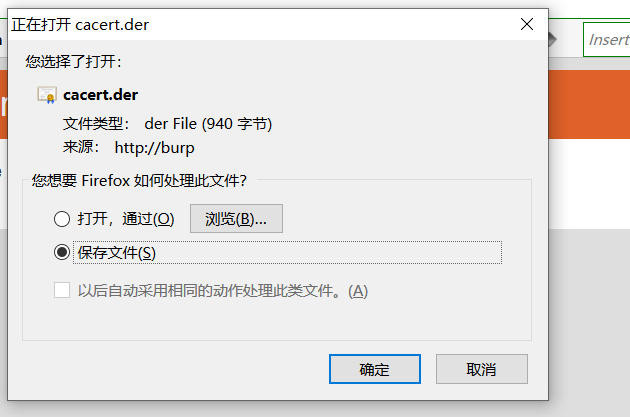 正在打开 cacert.der
Insert
您选择了打开：
cacert.der
文件类型： der File (940 字节)
来源： http://burp
您想要 Firefox 如何处理此文件？
打开，通过(O) 浏览(B)...
保存文件(S)
以后自动采用相同的动作处理此类文件。(A)
确定 取消